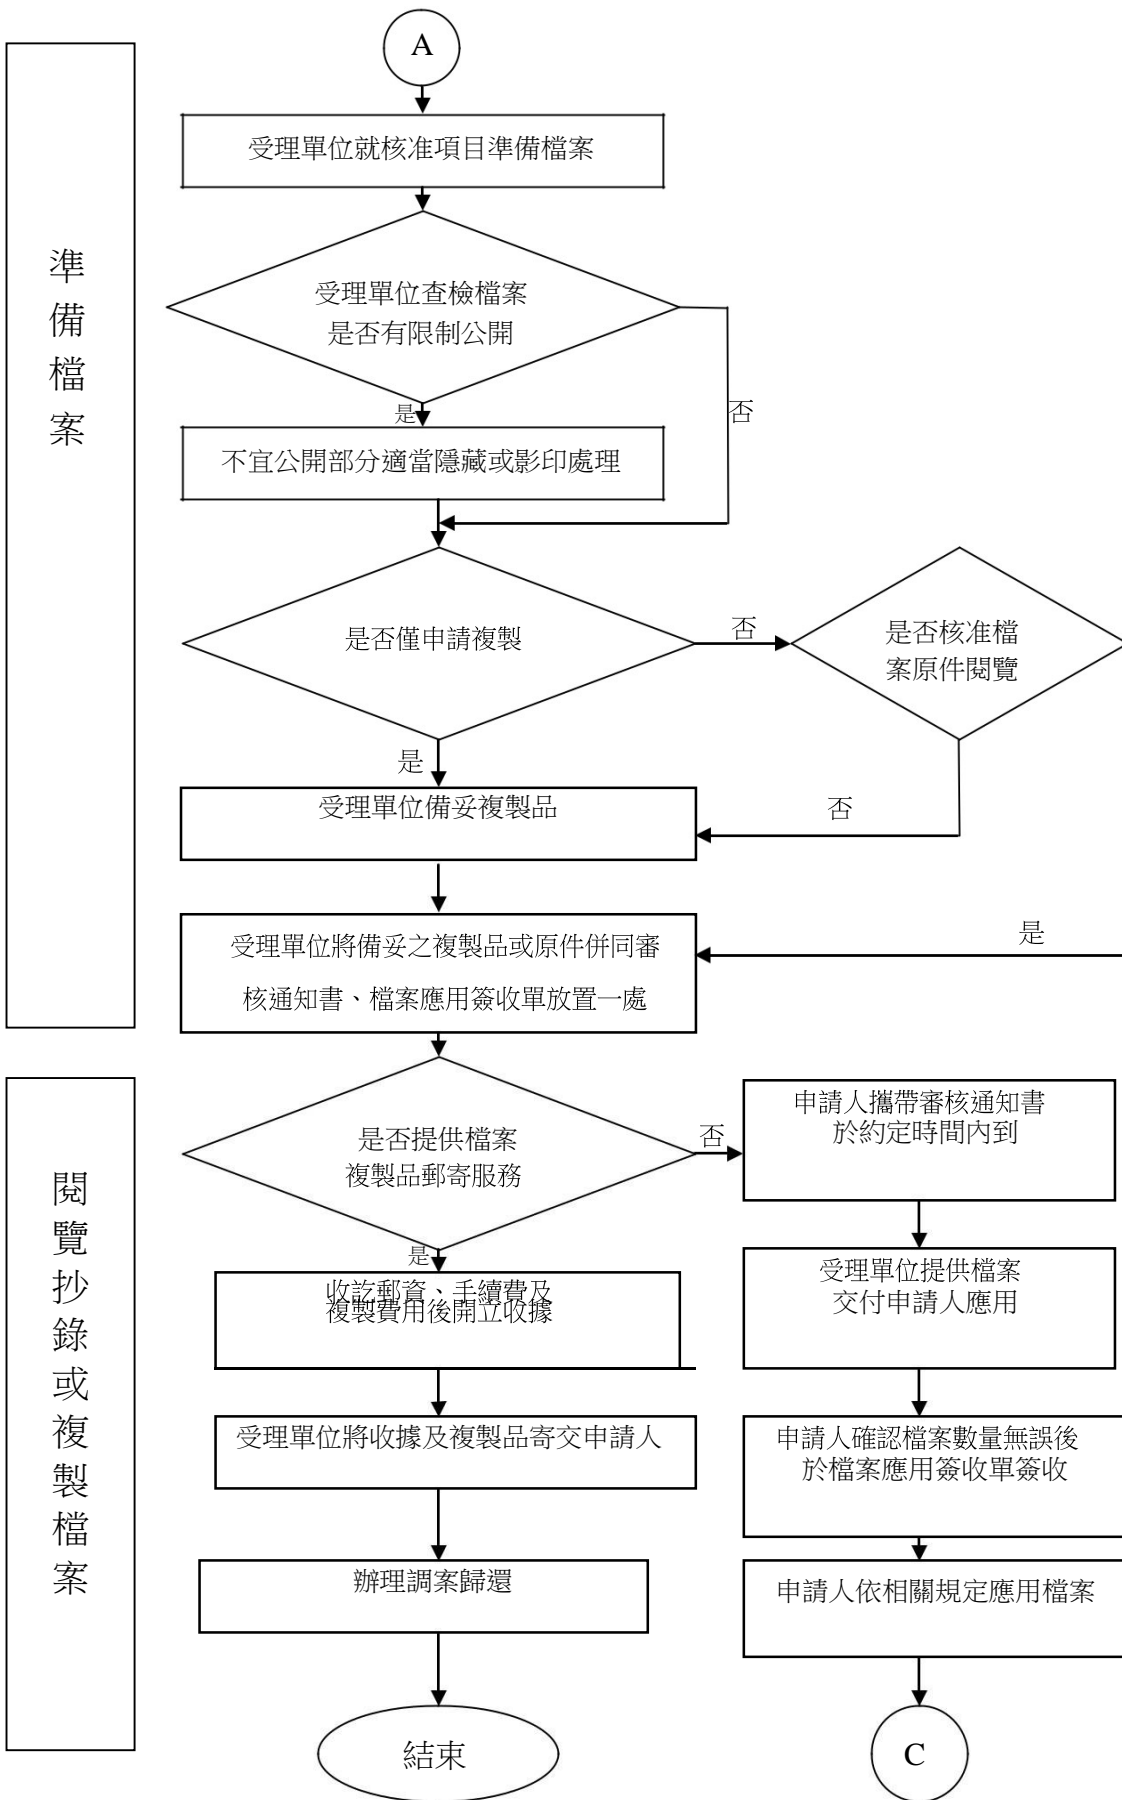 A
受理單位就核准項目準備檔案
準備檔案
受理單位查檢檔案
是否有限制公開
是
否
不宜公開部分適當隱藏或影印處理
是否僅申請複製
否
是否核准檔
案原件閱覽
是
受理單位備妥複製品
否
受理單位將備妥之複製品或原件併同審
核通知書、檔案應用簽收單放置一處
是
閱覽抄錄或複製檔案
是否提供檔案
複製品郵寄服務
否
申請人攜帶審核通知書
於約定時間內到
是
收訖郵資、手續費及
複製費用後開立收據
受理單位提供檔案
交付申請人應用
受理單位將收據及複製品寄交申請人
申請人確認檔案數量無誤後
於檔案應用簽收單簽收
辦理調案歸還
申請人依相關規定應用檔案
結束
C